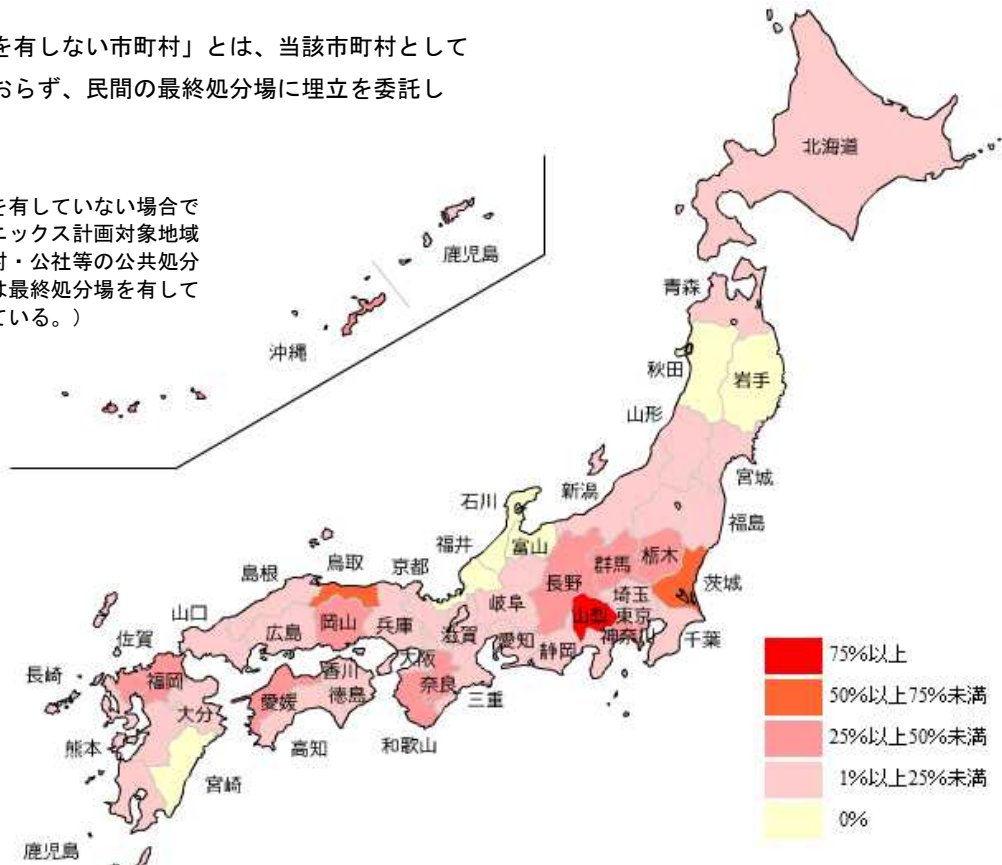 を有しない市町村」とは、当該市町村として
おらず、民間の最終処分場に埋立を委託し
を有していない場合で
ニックス計画対象地域
村・公社等の公共処分
は最終処分場を有して
ている。）
北海道
鹿児島
沖縄
青森
秋田
岩手
山形
宮城
新潟
石川
福島
福井
富山
群馬
栃木
鳥取
京都
長野
茨城
島根
埼玉
岐阜
山梨
東京
山口
岡山
兵庫
滋賀
愛知
神奈川
広島
静岡
千葉
佐賀
大阪
香川
長崎
福岡
奈良
愛媛
徳島
三重
大分
熊本
高知
和歌山
宮崎
鹿児島
75%以上
50%以上75%未満
25%以上50%未満
1%以上25%未満
0%